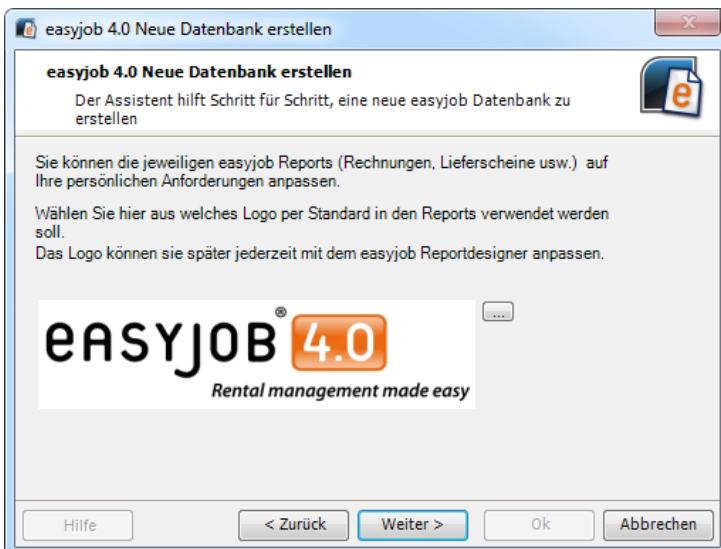 easyjob 4.0 Neue Datenbank erstellen
easyjob 4.0 Neue Datenbank erstellen
Der Assistent hilft Schritt für Schritt, eine neue easyjob Datenbank zu
erstellen
Sie können die jeweiligen easyjob Reports (Rechnungen, Lieferscheine usw.) auf
Ihre persönlichen Anforderungen anpassen.
Wählen Sie hier aus welches Logo per Standard in den Reports verwendet werden
soll.
Das Logo können sie später jederzeit mit dem easyjob Reportdesigner anpassen.
...
easyjob® 4.0
Rental management made easy
Hilfe < Zurück Weiter > Ok Abbrechen